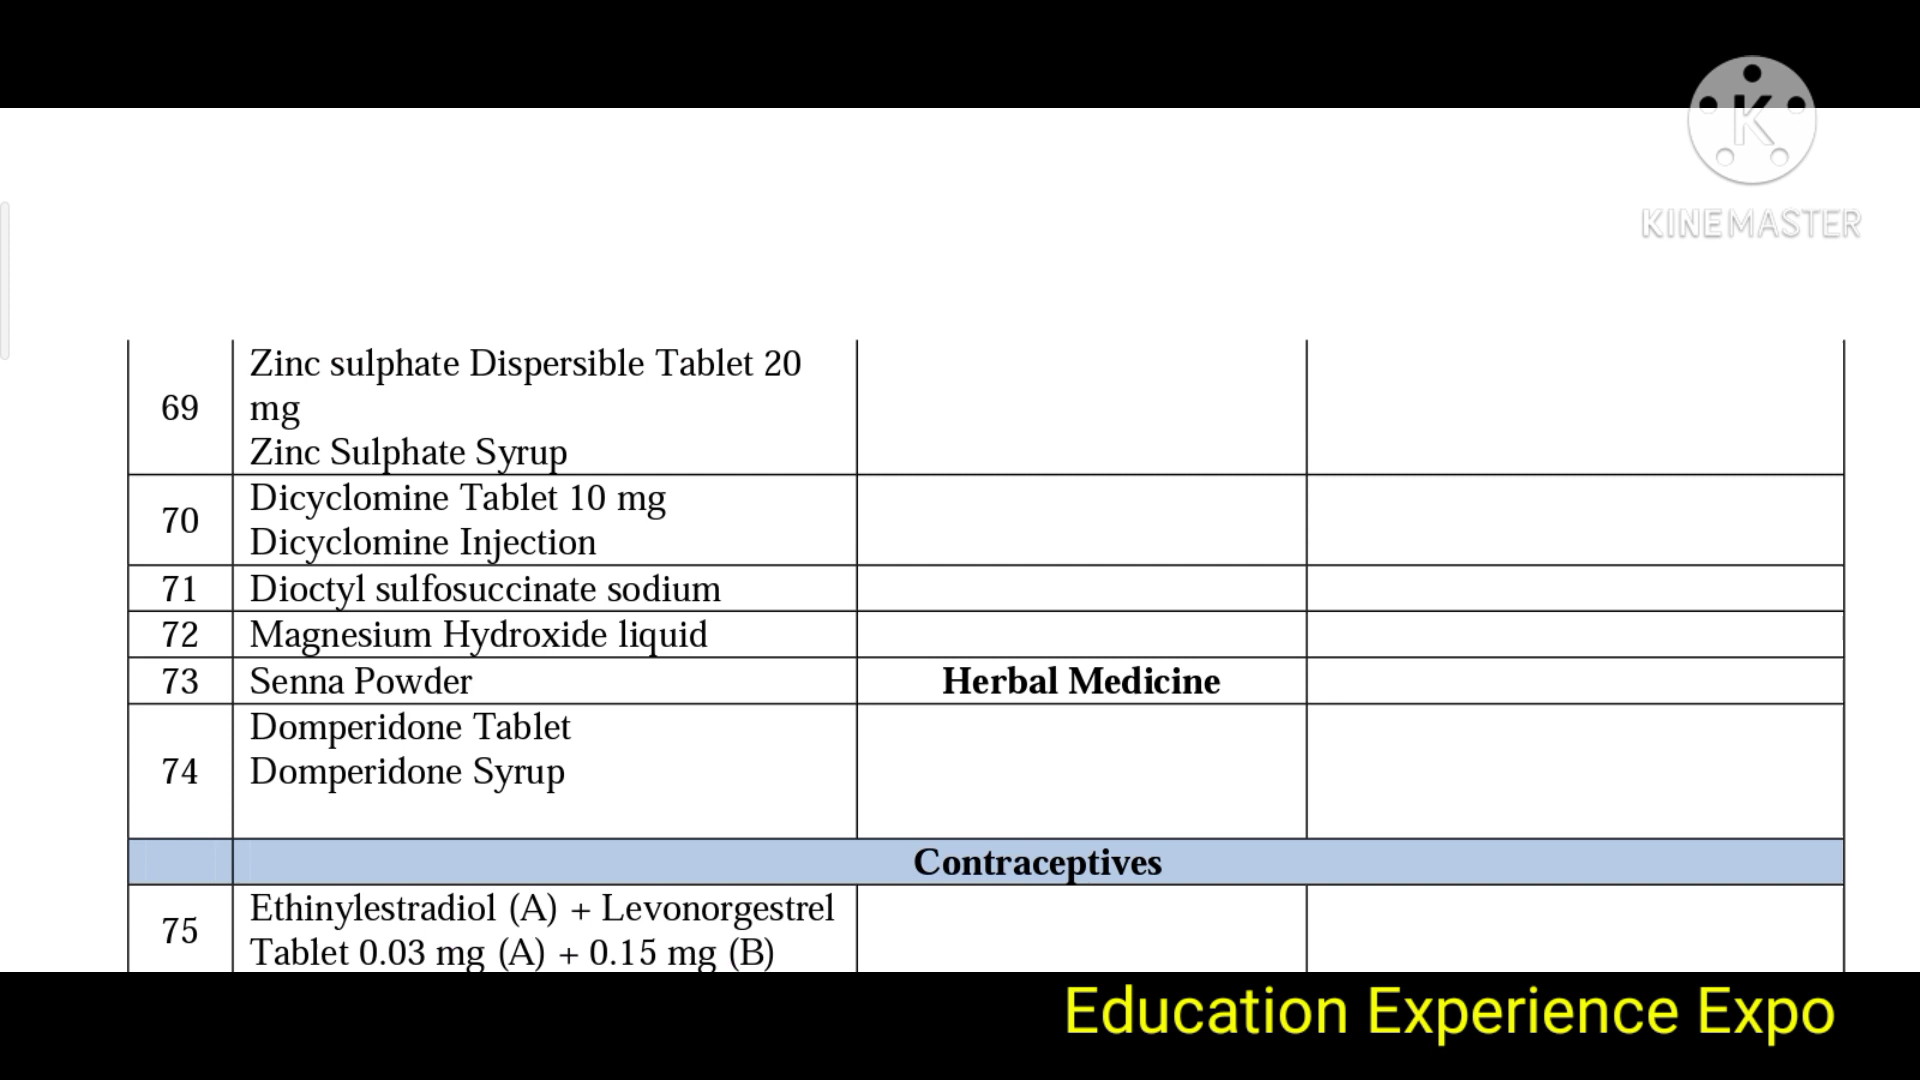 K
KINEMASTER
69
Zinc sulphate Dispersible Tablet 20
mg
Zinc Sulphate Syrup
70
Dicyclomine Tablet 10 mg
Dicyclomine Injection
71 Dioctyl sulfosuccinate sodium
72 Magnesium Hydroxide liquid
73 Senna Powder Herbal Medicine
74
Domperidone Tablet
Domperidone Syrup
Contraceptives
75
Ethinylestradiol (A) + Levonorgestrel
Tablet 0.03 mg (A) + 0.15 mg (B)
Education Experience Expo